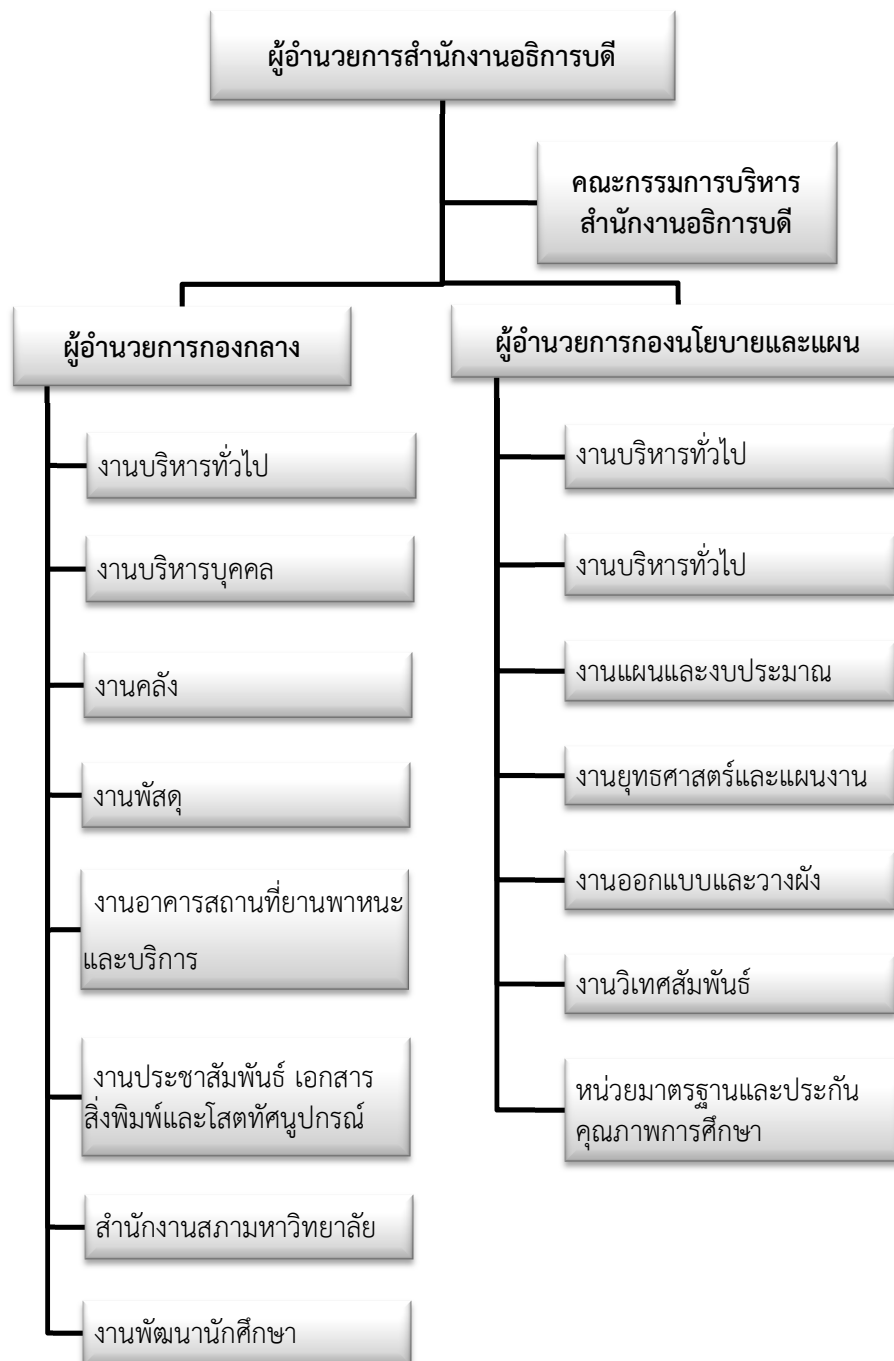 ผู้อำนวยการสำนักงานอธิการบดี
คณะกรรมการบริหาร
สำนักงานอธิการบดี
ผู้อำนวยการกองกลาง
งานบริหารทั่วไป
งานบริหารบุคคล
งานคลัง
งานพัสดุ
งานอาคารสถานที่ยานพาหนะ
และบริการ
งานประชาสัมพันธ์ เอกสาร
สิ่งพิมพ์และโสตทัศนูปกรณ์
สำนักงานสภามหาวิทยาลัย
งานพัฒนานักศึกษา
ผู้อำนวยการกองนโยบายและแผน
งานบริหารทั่วไป
งานบริหารทั่วไป
งานแผนและงบประมาณ
งานยุทธศาสตร์และแผนงาน
งานออกแบบและวางผัง
งานวิเทศสัมพันธ์
หน่วยมาตรฐานและประกัน
คุณภาพการศึกษา